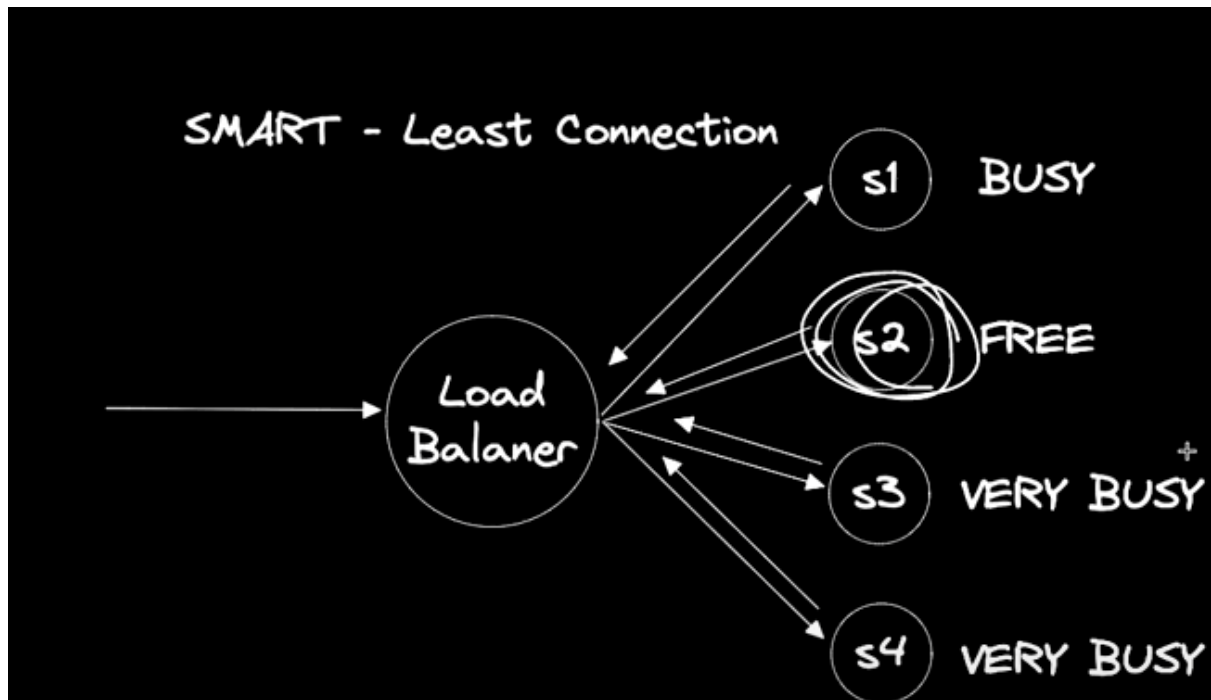 SMART - Least Connection
s1 BUSY
s2 FREE
Load
Balaner
s3 VERY BUSY
s4 VERY BUSY